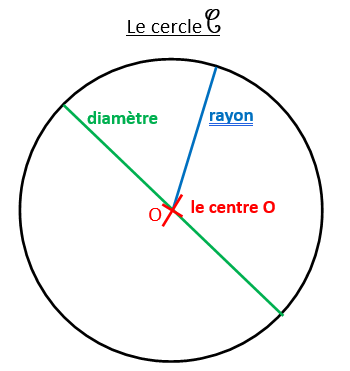 Le cercle 𝒞
diamètre
rayon
O
le centre O